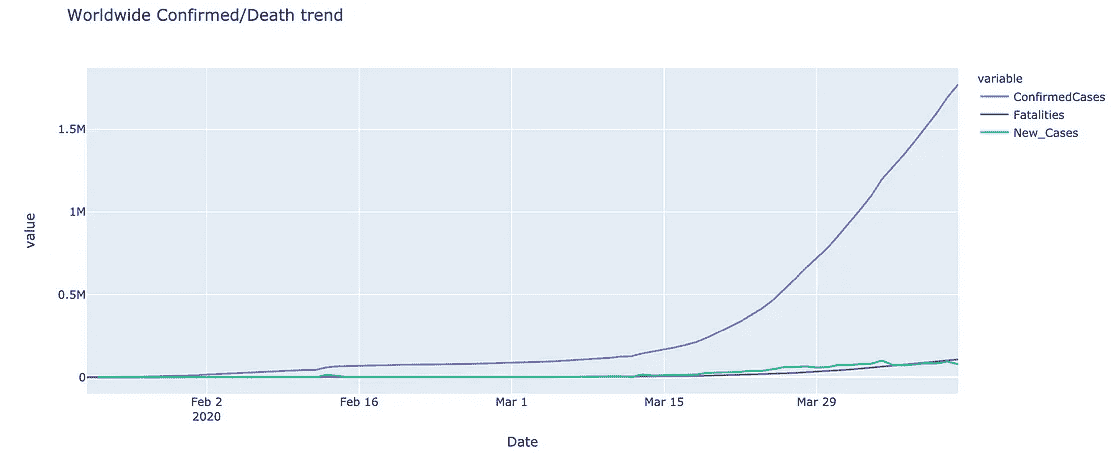 Worldwide Confirmed/Death trend
variable
ConfirmedCases
Fatalities
New_Cases
value
1.5M
1M
0.5M
0
Feb 2
2020
Feb 16
Mar 1
Mar 15
Mar 29
Date